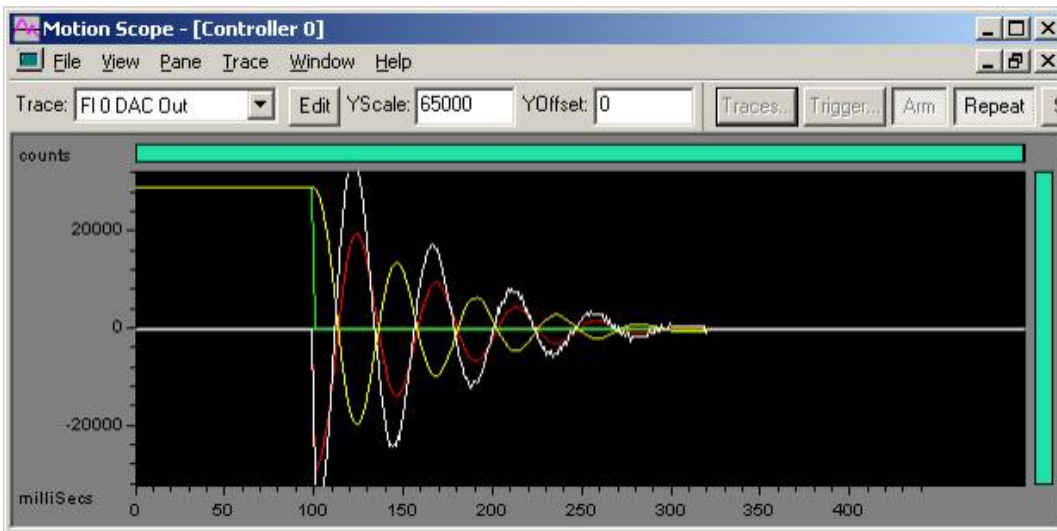 Motion Scope - [Controller 0]
File View Pane Trace Window Help
Trace: FI 0 DAC Out Edit YScale: 65000 YOffset: 0 Traces... Trigger... Arm Repeat
counts
20000
0
-20000
milliSecs
0 50 100 150 200 250 300 350 400